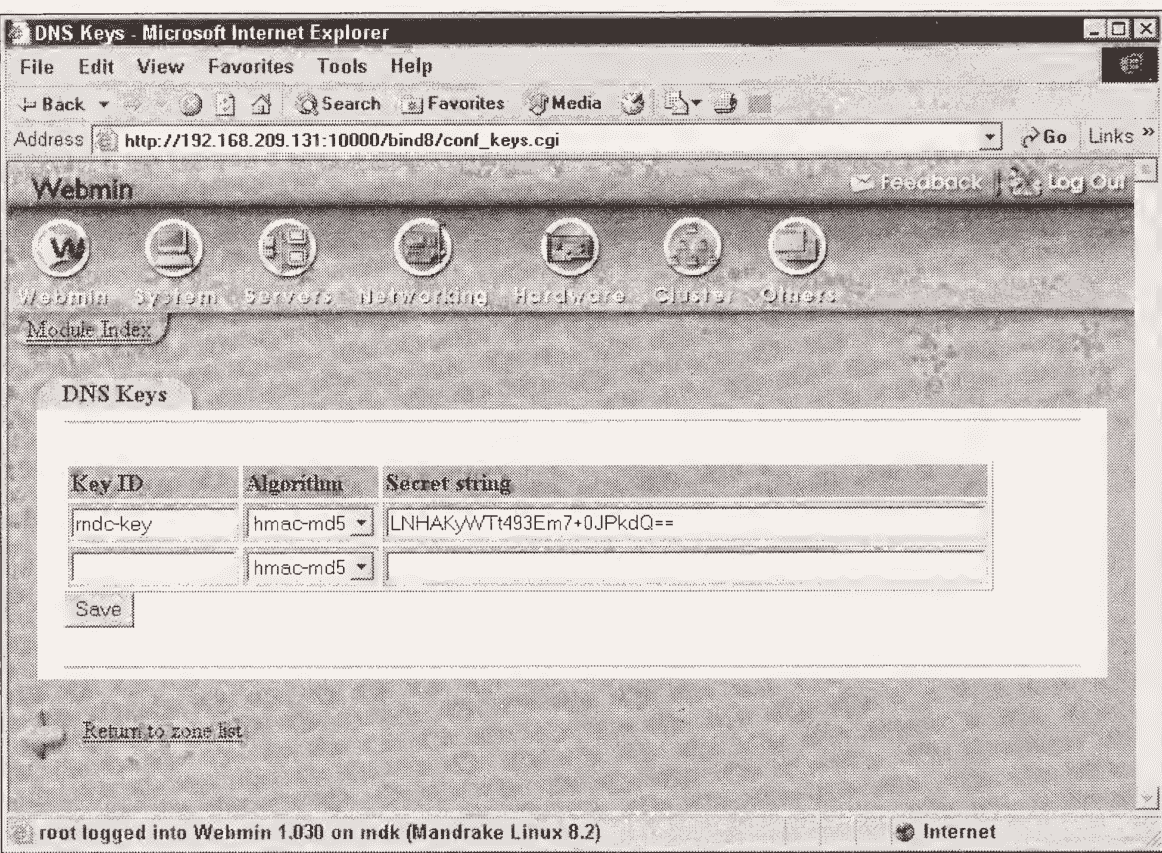 DNS Keys - Microsoft Internet Explorer
File Edit View Favorites Tools Help
Back Search Favorites Media
Address http://192.168.209.131:10000/bind8/conf_keys.cgi Go Links »
Webmin Feedback Log Out
Webmin System Servers Networking Hardware Cluster Others
Module Index
DNS Keys
Key ID Algorithm Secret string
rndc-key hmac-md5 LNHAKyWTt493Em7+0JPkdQ==
hmac-md5
Save
Return to zone list
root logged into Webmin 1.030 on mdk (Mandrake Linux 8.2) Internet